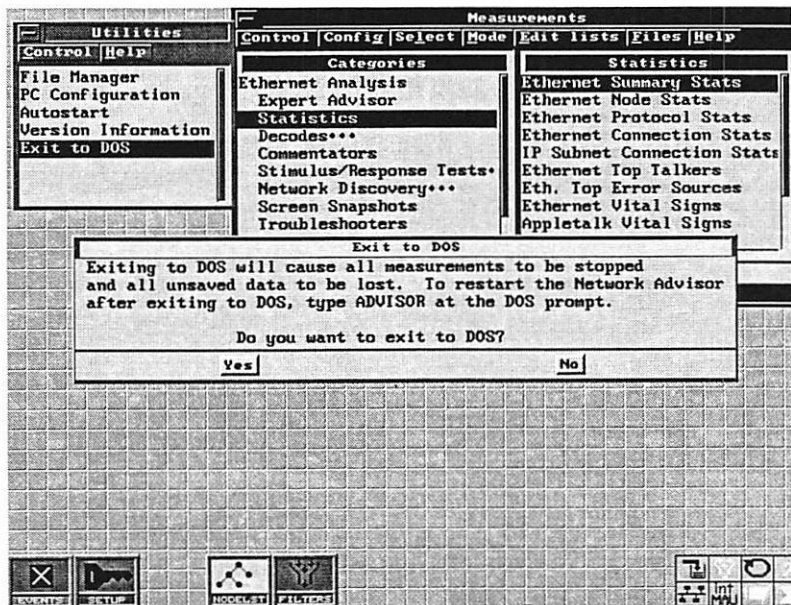 Utilities
Control Help
File Manager
PC Configuration
Autostart
Version Information
Exit to DOS
Measurements
Control Config Select Mode Edit lists Files Help
Categories
Ethernet Analysis
Expert Advisor
Statistics
Decodes•••
Commentators
Stimulus/Response Tests•
Network Discovery•••
Screen Snapshots
Troubleshooters
Statistics
Ethernet Summary Stats
Ethernet Node Stats
Ethernet Protocol Stats
Ethernet Connection Stats
IP Subnet Connection Stats
Ethernet Top Talkers
Eth. Top Error Sources
Ethernet Vital Signs
Appletalk Vital Signs
Exit to DOS
Exiting to DOS will cause all measurements to be stopped
and all unsaved data to be lost. To restart the Network Advisor
after exiting to DOS, type ADVISOR at the DOS prompt.
Do you want to exit to DOS?
Yes No
EVENTS SETUP NODELST FILTERS